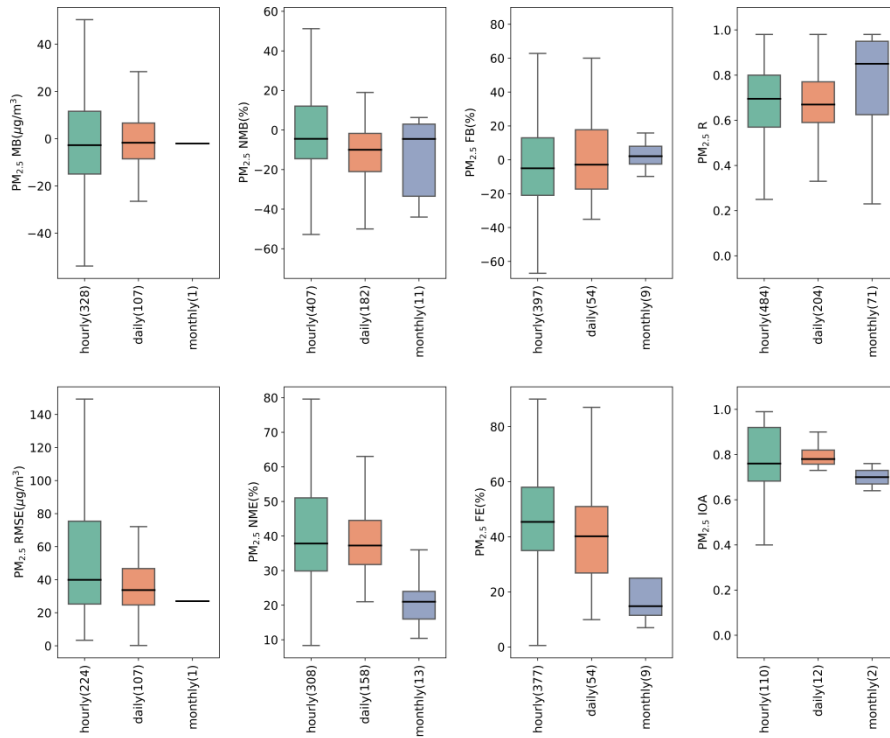 PM2.5 MB(μg/m³)
40
20
0
−20
−40
hourly(328)
daily(107)
monthly(1)
PM2.5 NMB(%)
60
40
20
0
−20
−40
−60
hourly(407)
daily(182)
monthly(11)
PM2.5 FB(%)
80
60
40
20
0
−20
−40
−60
hourly(397)
daily(54)
monthly(9)
PM2.5 R
1.0
0.8
0.6
0.4
0.2
0.0
hourly(484)
daily(204)
monthly(71)
PM2.5 RMSE(μg/m³)
140
120
100
80
60
40
20
0
hourly(224)
daily(107)
monthly(1)
PM2.5 NME(%)
80
70
60
50
40
30
20
10
hourly(308)
daily(158)
monthly(13)
PM2.5 FE(%)
80
60
40
20
0
hourly(377)
daily(54)
monthly(9)
PM2.5 IOA
1.0
0.8
0.6
0.4
0.2
0.0
hourly(110)
daily(12)
monthly(2)